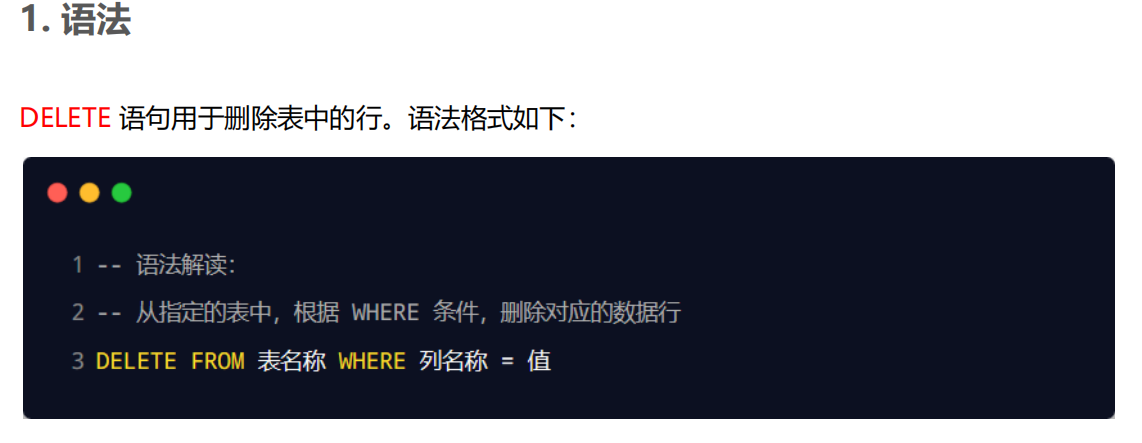 1. 语法
DELETE 语句用于删除表中的行。语法格式如下：
1 -- 语法解读：
2 -- 从指定的表中，根据 WHERE 条件，删除对应的数据行
3 DELETE FROM 表名称 WHERE 列名称 = 值